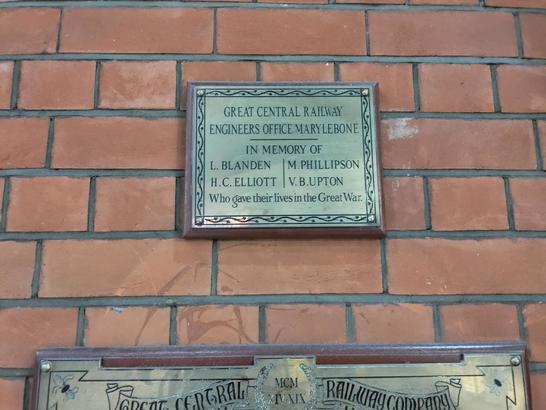 GREAT CENTRAL RAILWAY
ENGINEERS OFFICE MARYLEBONE
IN MEMORY OF
L. BLANDEN M. PHILLIPSON
H. C. ELLIOTT V. B. UPTON
Who gave their lives in the Great War.
MCM
GREAT CENTRAL RAILWAY COMPANY